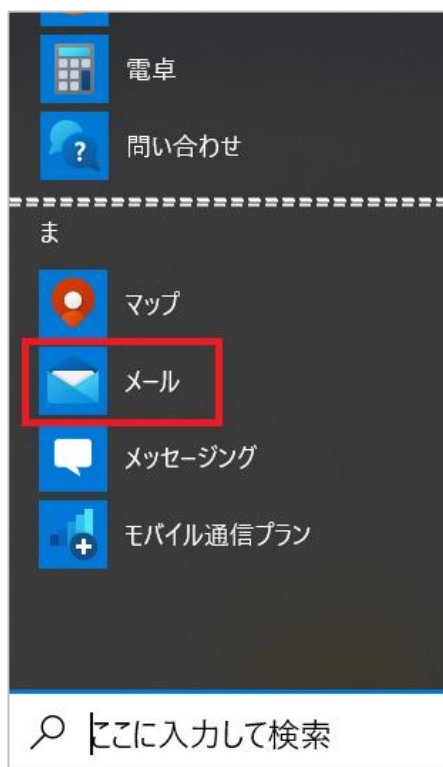 電卓
問い合わせ
ま
マップ
メール
メッセージング
モバイル通信プラン
ここに入力して検索